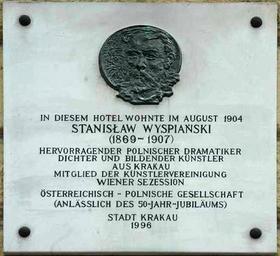 IN DIESEM HOTEL WOHNTE IM AUGUST 1904
STANISŁAW WYSPIAŃSKI
(1869-1907)
HERVORRAGENDER POLNISCHER DRAMATIKER
DICHTER UND BILDENDER KÜNSTLER
AUS KRAKAU
MITGLIED DER KÜNSTLERVEREINIGUNG
WIENER SEZESSION
ÖSTERREICHISCH - POLNISCHE GESELLSCHAFT
(ANLÄSSLICH DES 50-JAHR-JUBILÄUMS)
STADT KRAKAU
1996